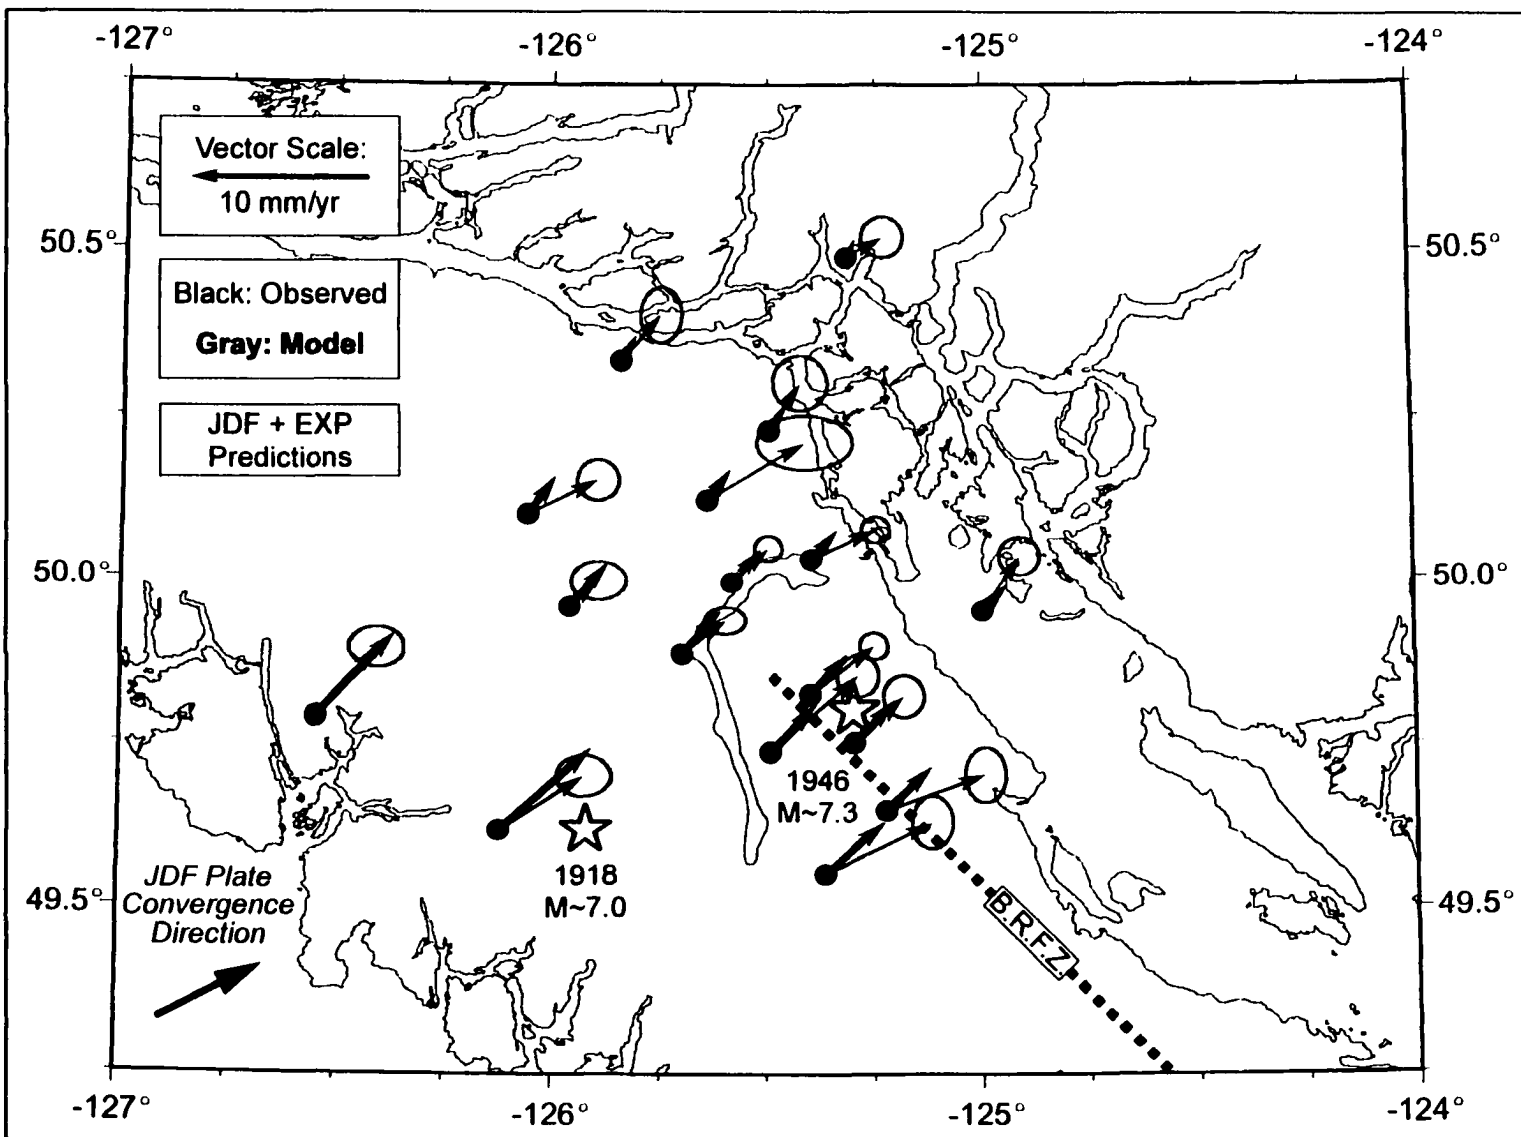 -127° -126° -125° -124°
Vector Scale:
10 mm/yr
50.5° 50.5°
Black: Observed
Gray: Model
JDF + EXP
Predictions
50.0° 50.0°
1946
M~7.3
1918
M~7.0
JDF Plate
Convergence
Direction
49.5° 49.5°
B.R.F.Z.
-127° -126° -125° -124°